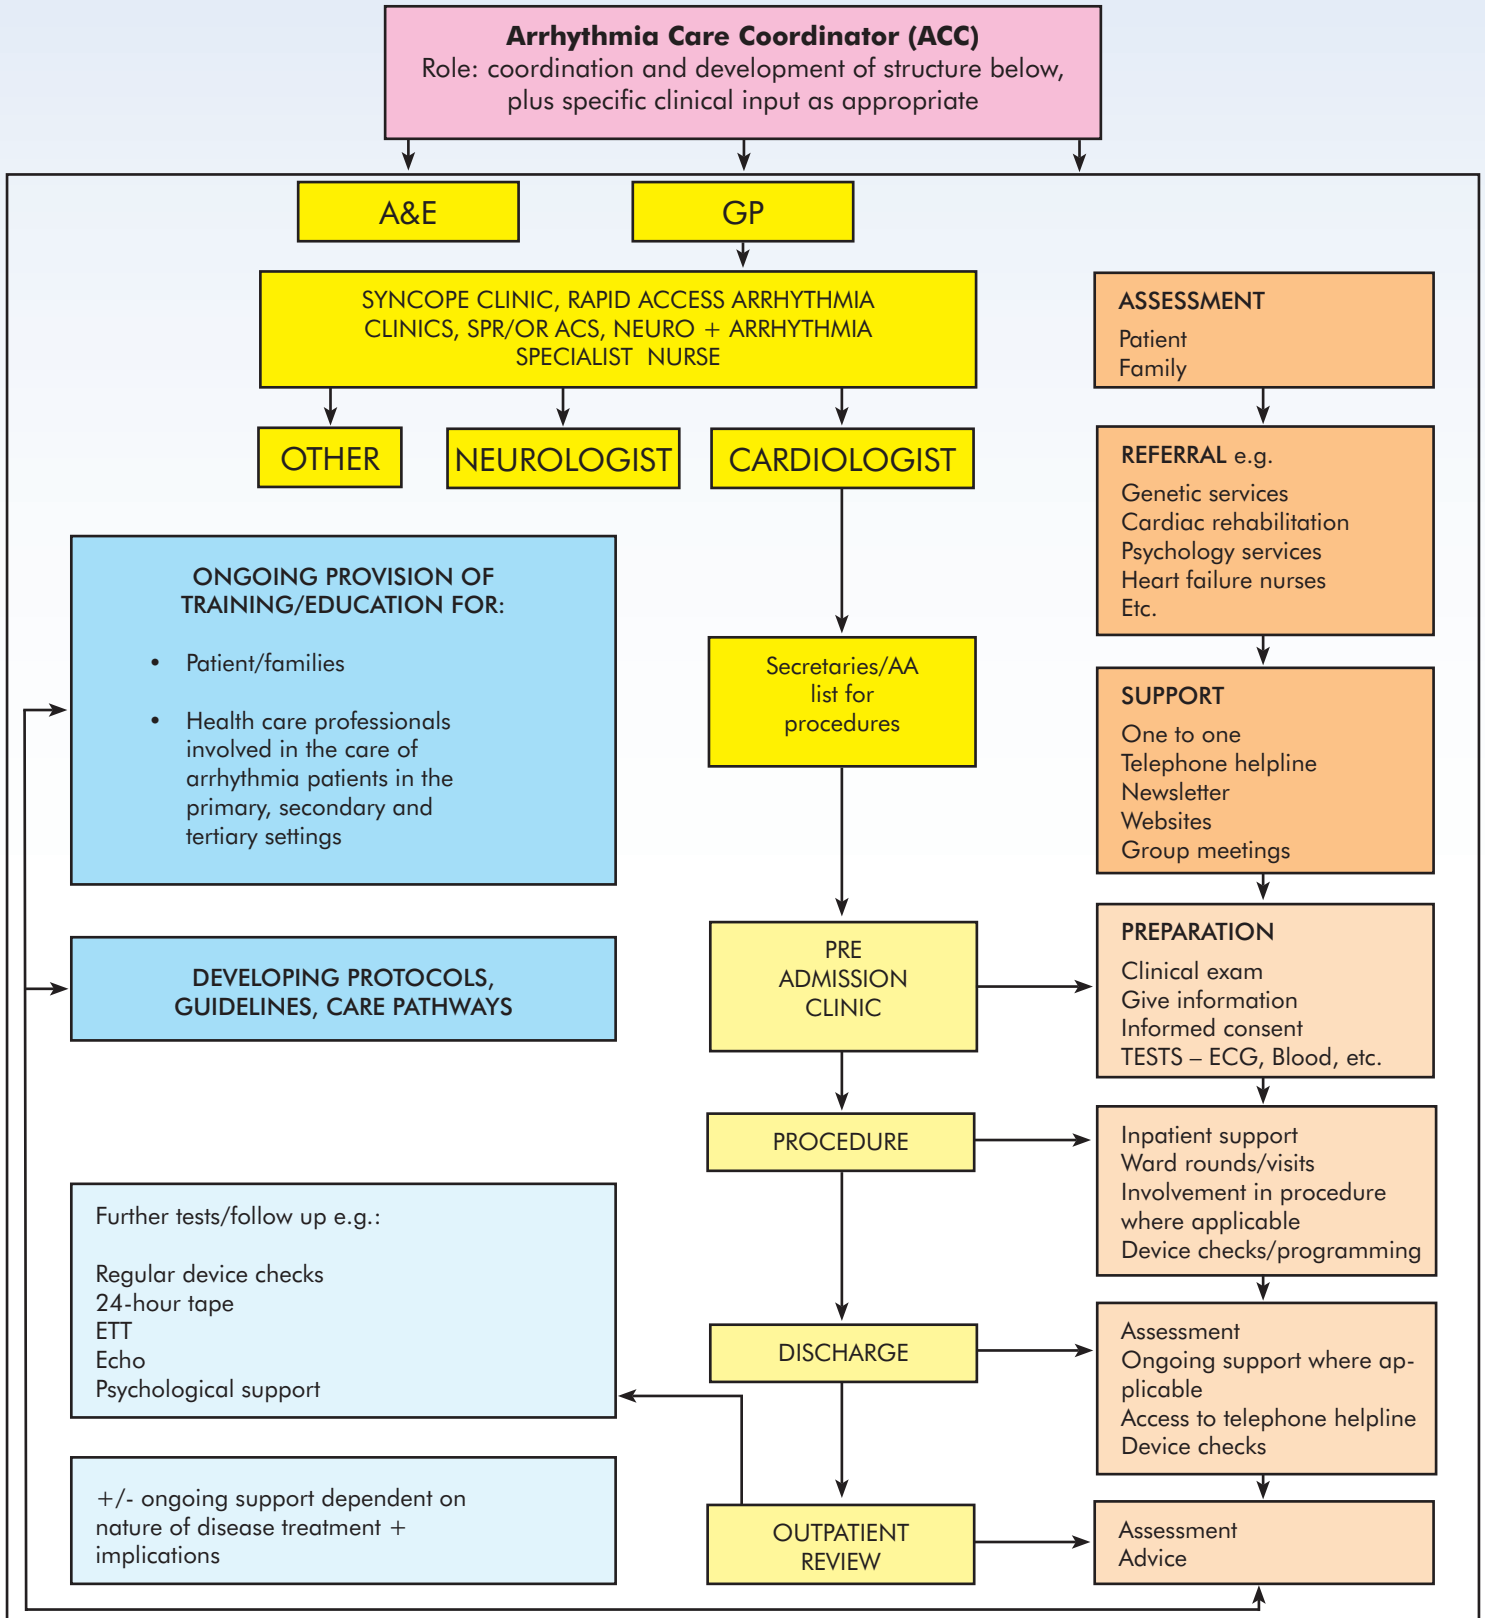 Arrhythmia Care Coordinator (ACC)
Role: coordination and development of structure below,
plus specific clinical input as appropriate
A&E
GP
SYNCOPE CLINIC, RAPID ACCESS ARRHYTHMIA
CLINICS, SPR/OR ACS, NEURO + ARRHYTHMIA
SPECIALIST NURSE
OTHER
NEUROLOGIST
CARDIOLOGIST
ONGOING PROVISION OF
TRAINING/EDUCATION FOR:
• Patient/families
• Health care professionals
involved in the care of
arrhythmia patients in the
primary, secondary and
tertiary settings
DEVELOPING PROTOCOLS,
GUIDELINES, CARE PATHWAYS
Further tests/follow up e.g.:
Regular device checks
24-hour tape
ETT
Echo
Psychological support
+/- ongoing support dependent on
nature of disease treatment +
implications
Secretaries/AA
list for
procedures
PRE
ADMISSION
CLINIC
PROCEDURE
DISCHARGE
OUTPATIENT
REVIEW
ASSESSMENT
Patient
Family
REFERRAL e.g.
Genetic services
Cardiac rehabilitation
Psychology services
Heart failure nurses
Etc.
SUPPORT
One to one
Telephone helpline
Newsletter
Websites
Group meetings
PREPARATION
Clinical exam
Give information
Informed consent
TESTS – ECG, Blood, etc.
Inpatient support
Ward rounds/visits
Involvement in procedure
where applicable
Device checks/programming
Assessment
Ongoing support where ap-
plicable
Access to telephone helpline
Device checks
Assessment
Advice